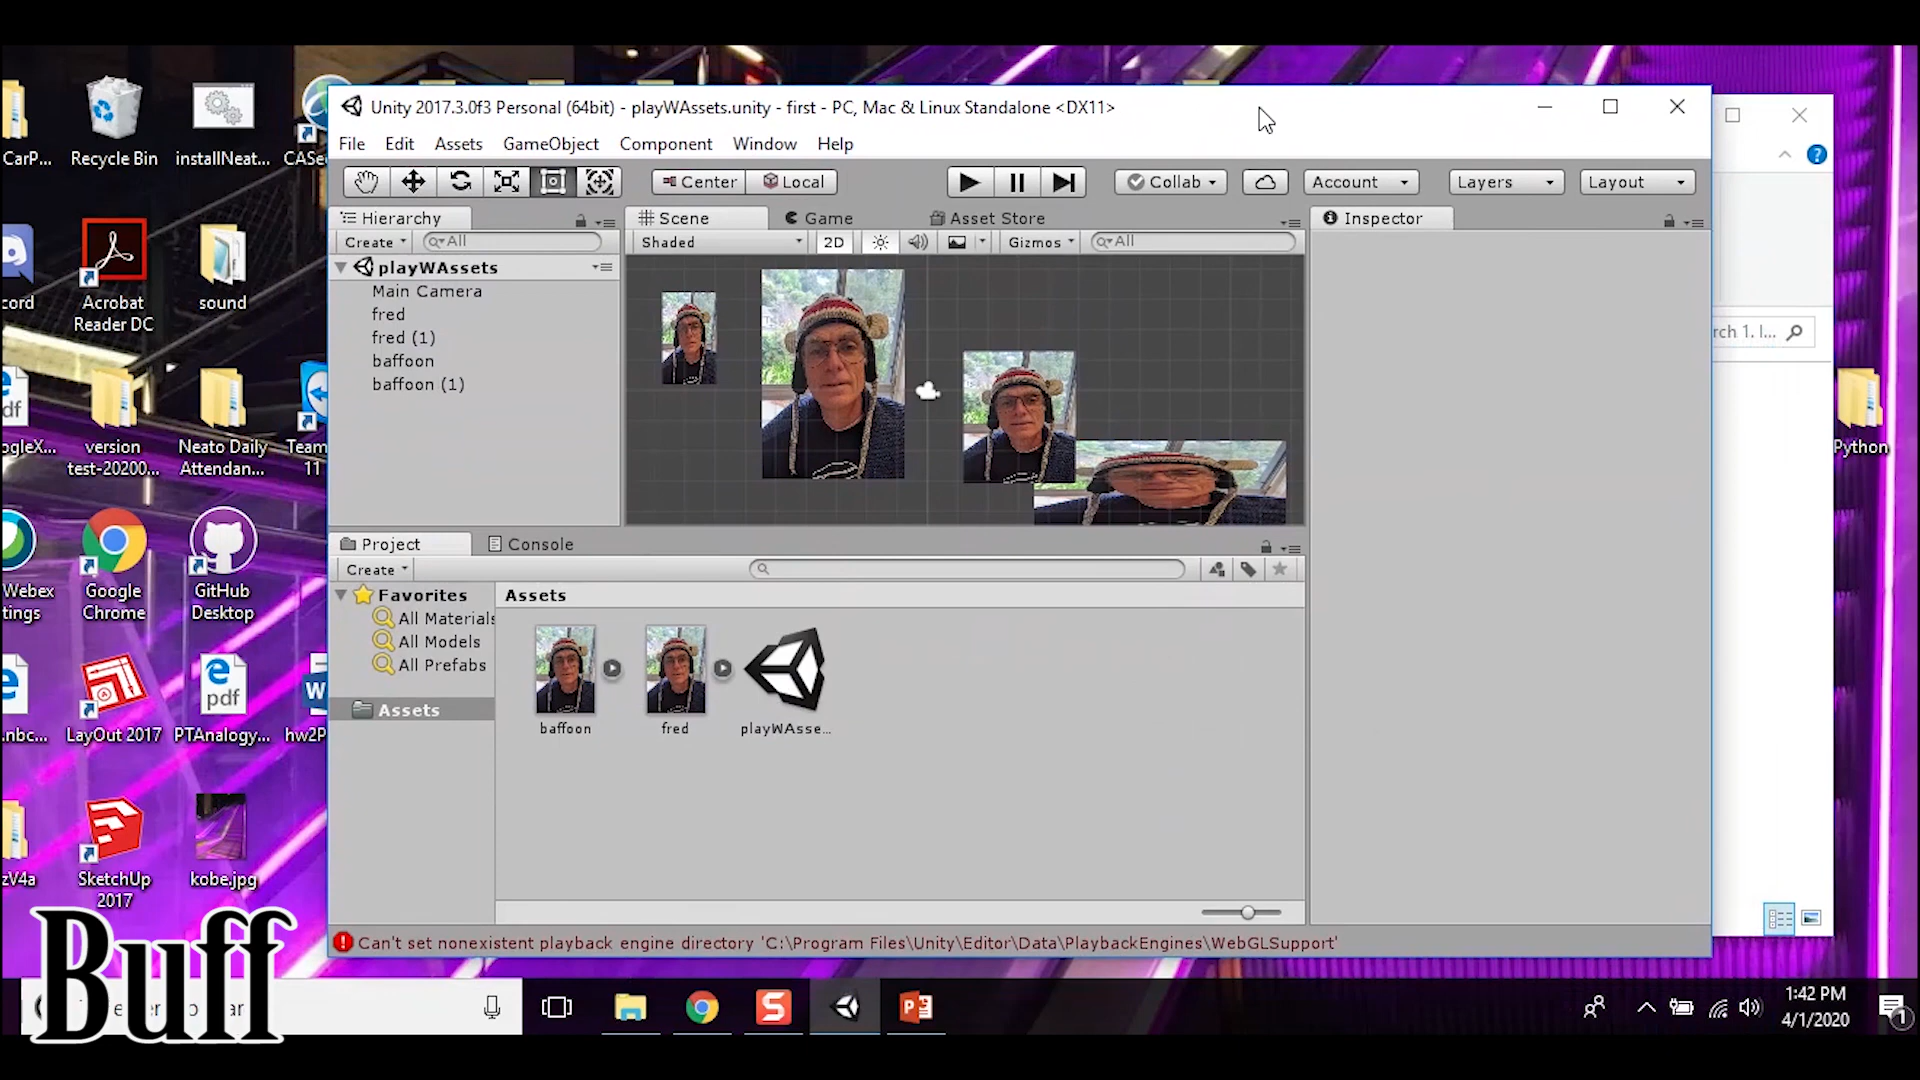 Unity 2017.3.0f3 Personal (64bit) - playWAssets.unity - first - PC, Mac & Linux Standalone <DX11>
File Edit Assets GameObject Component Window Help
Center Local Collab Account Layers Layout
Hierarchy Scene Game Asset Store Inspector
Create All Shaded 2D Gizmos All
playWAssets
Main Camera
fred
fred (1)
baffoon
baffoon (1)
Project Console
Create
Favorites
All Materials
All Models
All Prefabs
Assets
Assets
baffoon fred playWAsse...
Can't set nonexistent playback engine directory 'C:\Program Files\Unity\Editor\Data\PlaybackEngines\WebGLSupport'
CarP... Recycle Bin installNeat...
Acrobat
Reader DC
sound
version
test-20200...
Neato Daily
Attendan...
Team
11
Webex
Google
Chrome
GitHub
Desktop
LayOut 2017
pdf
PTAnalogy...
SketchUp
2017
kobe.jpg
Python
Buff
1:42 PM
4/1/2020
1